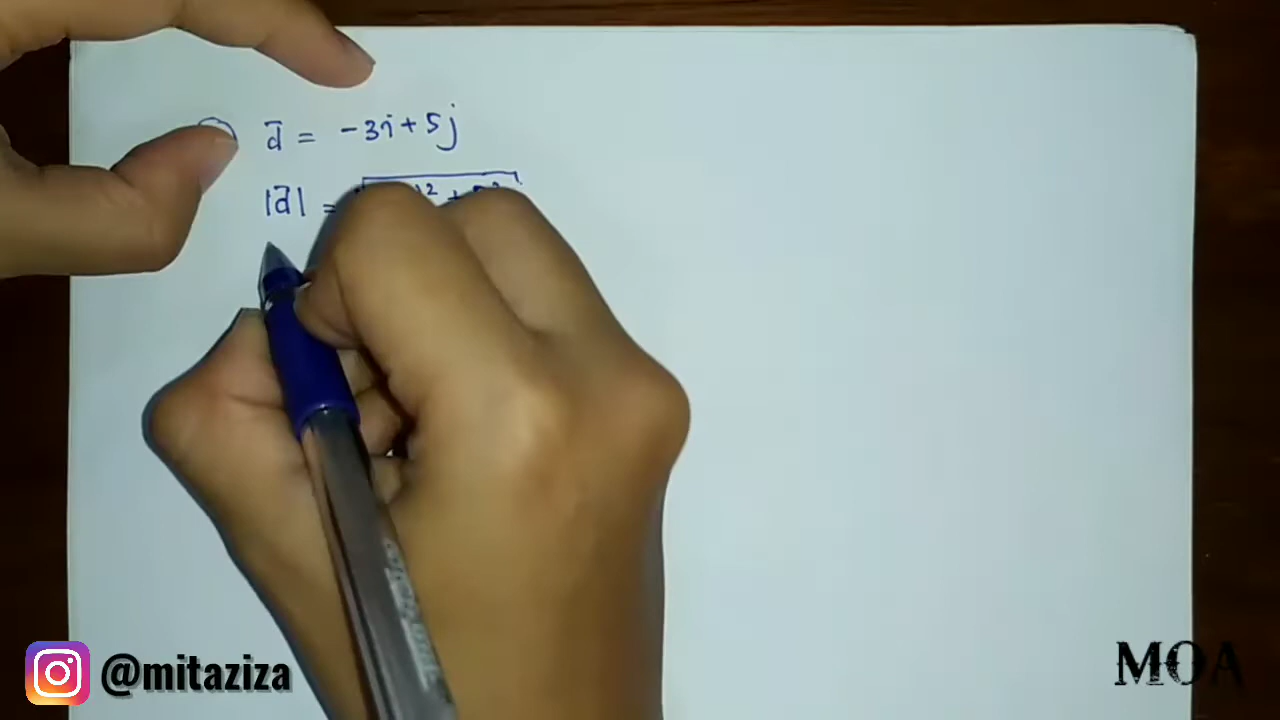 a̅ = -3i + 5j
|a̅| =
@mitaziza
MOA